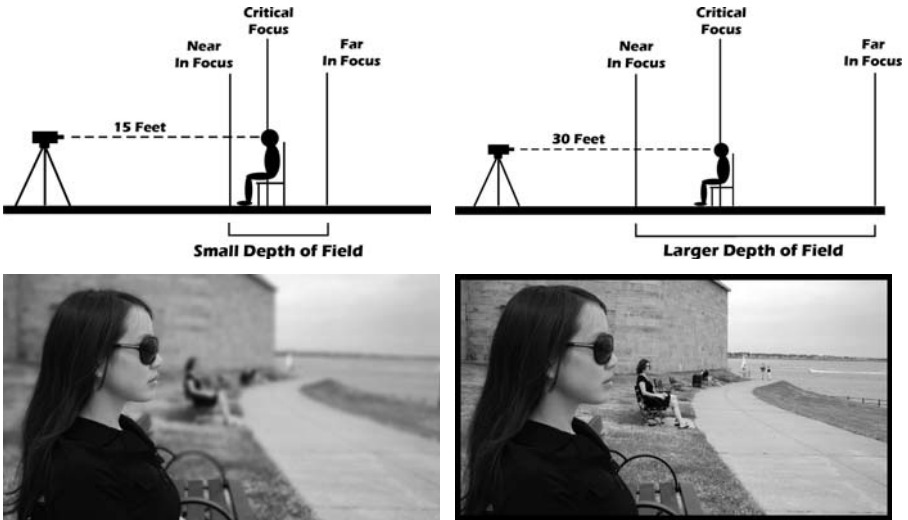 Critical
Focus
Near
In Focus
Far
In Focus
15 Feet
Small Depth of Field
Critical
Focus
Near
In Focus
Far
In Focus
30 Feet
Larger Depth of Field